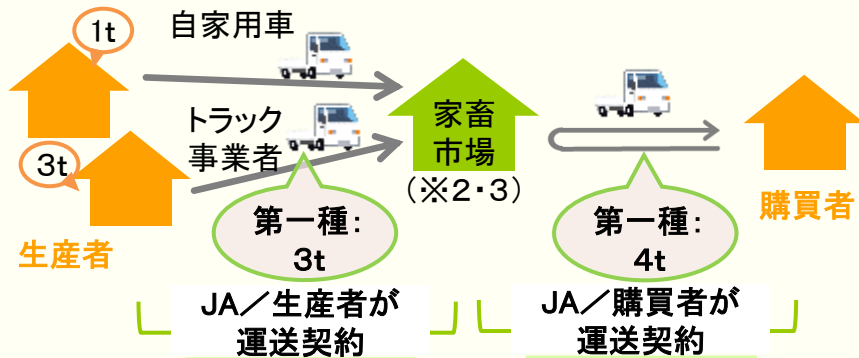 1t
自家用車
トラック
事業者
3t
生産者
家畜
市場
(※2・3)
購買者
第一種:
3t
第一種:
4t
JA/生産者が
運送契約
JA/購買者が
運送契約